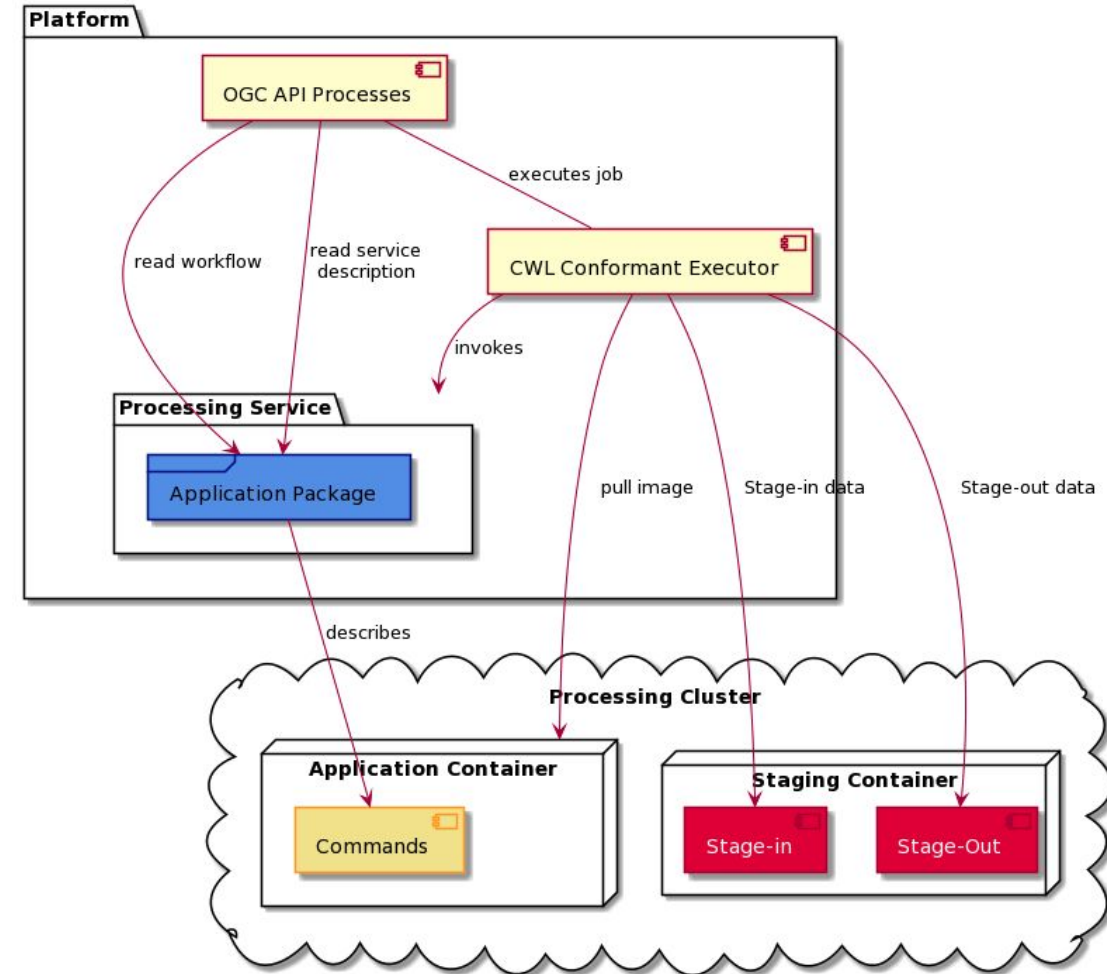 Platform
OGC API Processes
executes job
read workflow
read service
description
CWL Conformant Executor
invokes
Processing Service
Application Package
pull image
Stage-in data
Stage-out data
describes
Processing Cluster
Application Container
Staging Container
Commands
Stage-in
Stage-Out